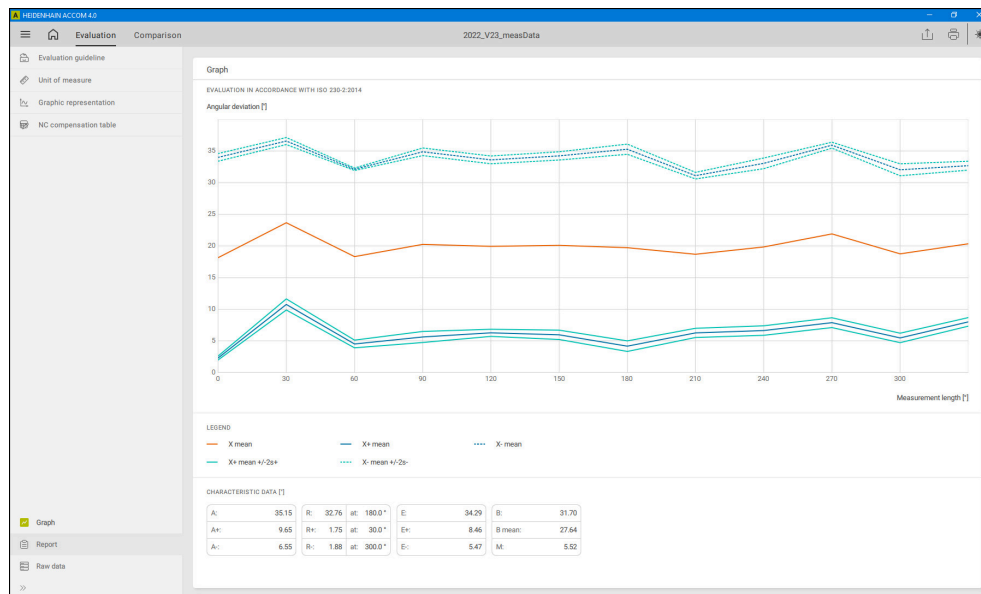 A HEIDENHAIN ACCOM 4.0
Evaluation Comparison 2022_V23_measData
Evaluation guideline
Unit of measure
Graphic representation
NC compensation table
Graph
EVALUATION IN ACCORDANCE WITH ISO 230-2:2014
Angular deviation ["]
35
30
25
20
15
10
5
0
0 30 60 90 120 150 180 210 240 270 300
Measurement length [°]
LEGEND
X mean X+ mean X- mean
X+ mean +/-2s+ X- mean +/-2s-
CHARACTERISTIC DATA ["]
A: 35.15 R: 32.76 at: 180.0 ° E: 34.29 B: 31.70
A+: 9.65 R+: 1.75 at: 30.0 ° E+: 8.46 B mean: 27.64
A-: 6.55 R-: 1.88 at: 300.0 ° E-: 5.47 M: 5.52
Graph
Report
Raw data